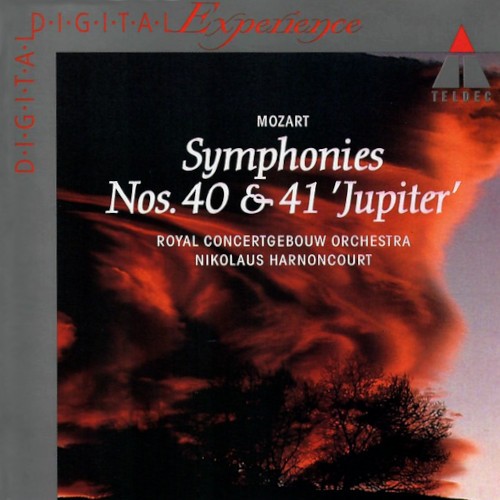 D·I·G·I·T·A·L Experience
D·I·G·I·T·A·L
TELDEC
MOZART
Symphonies
Nos. 40 & 41 'Jupiter'
ROYAL CONCERTGEBOUW ORCHESTRA
NIKOLAUS HARNONCOURT